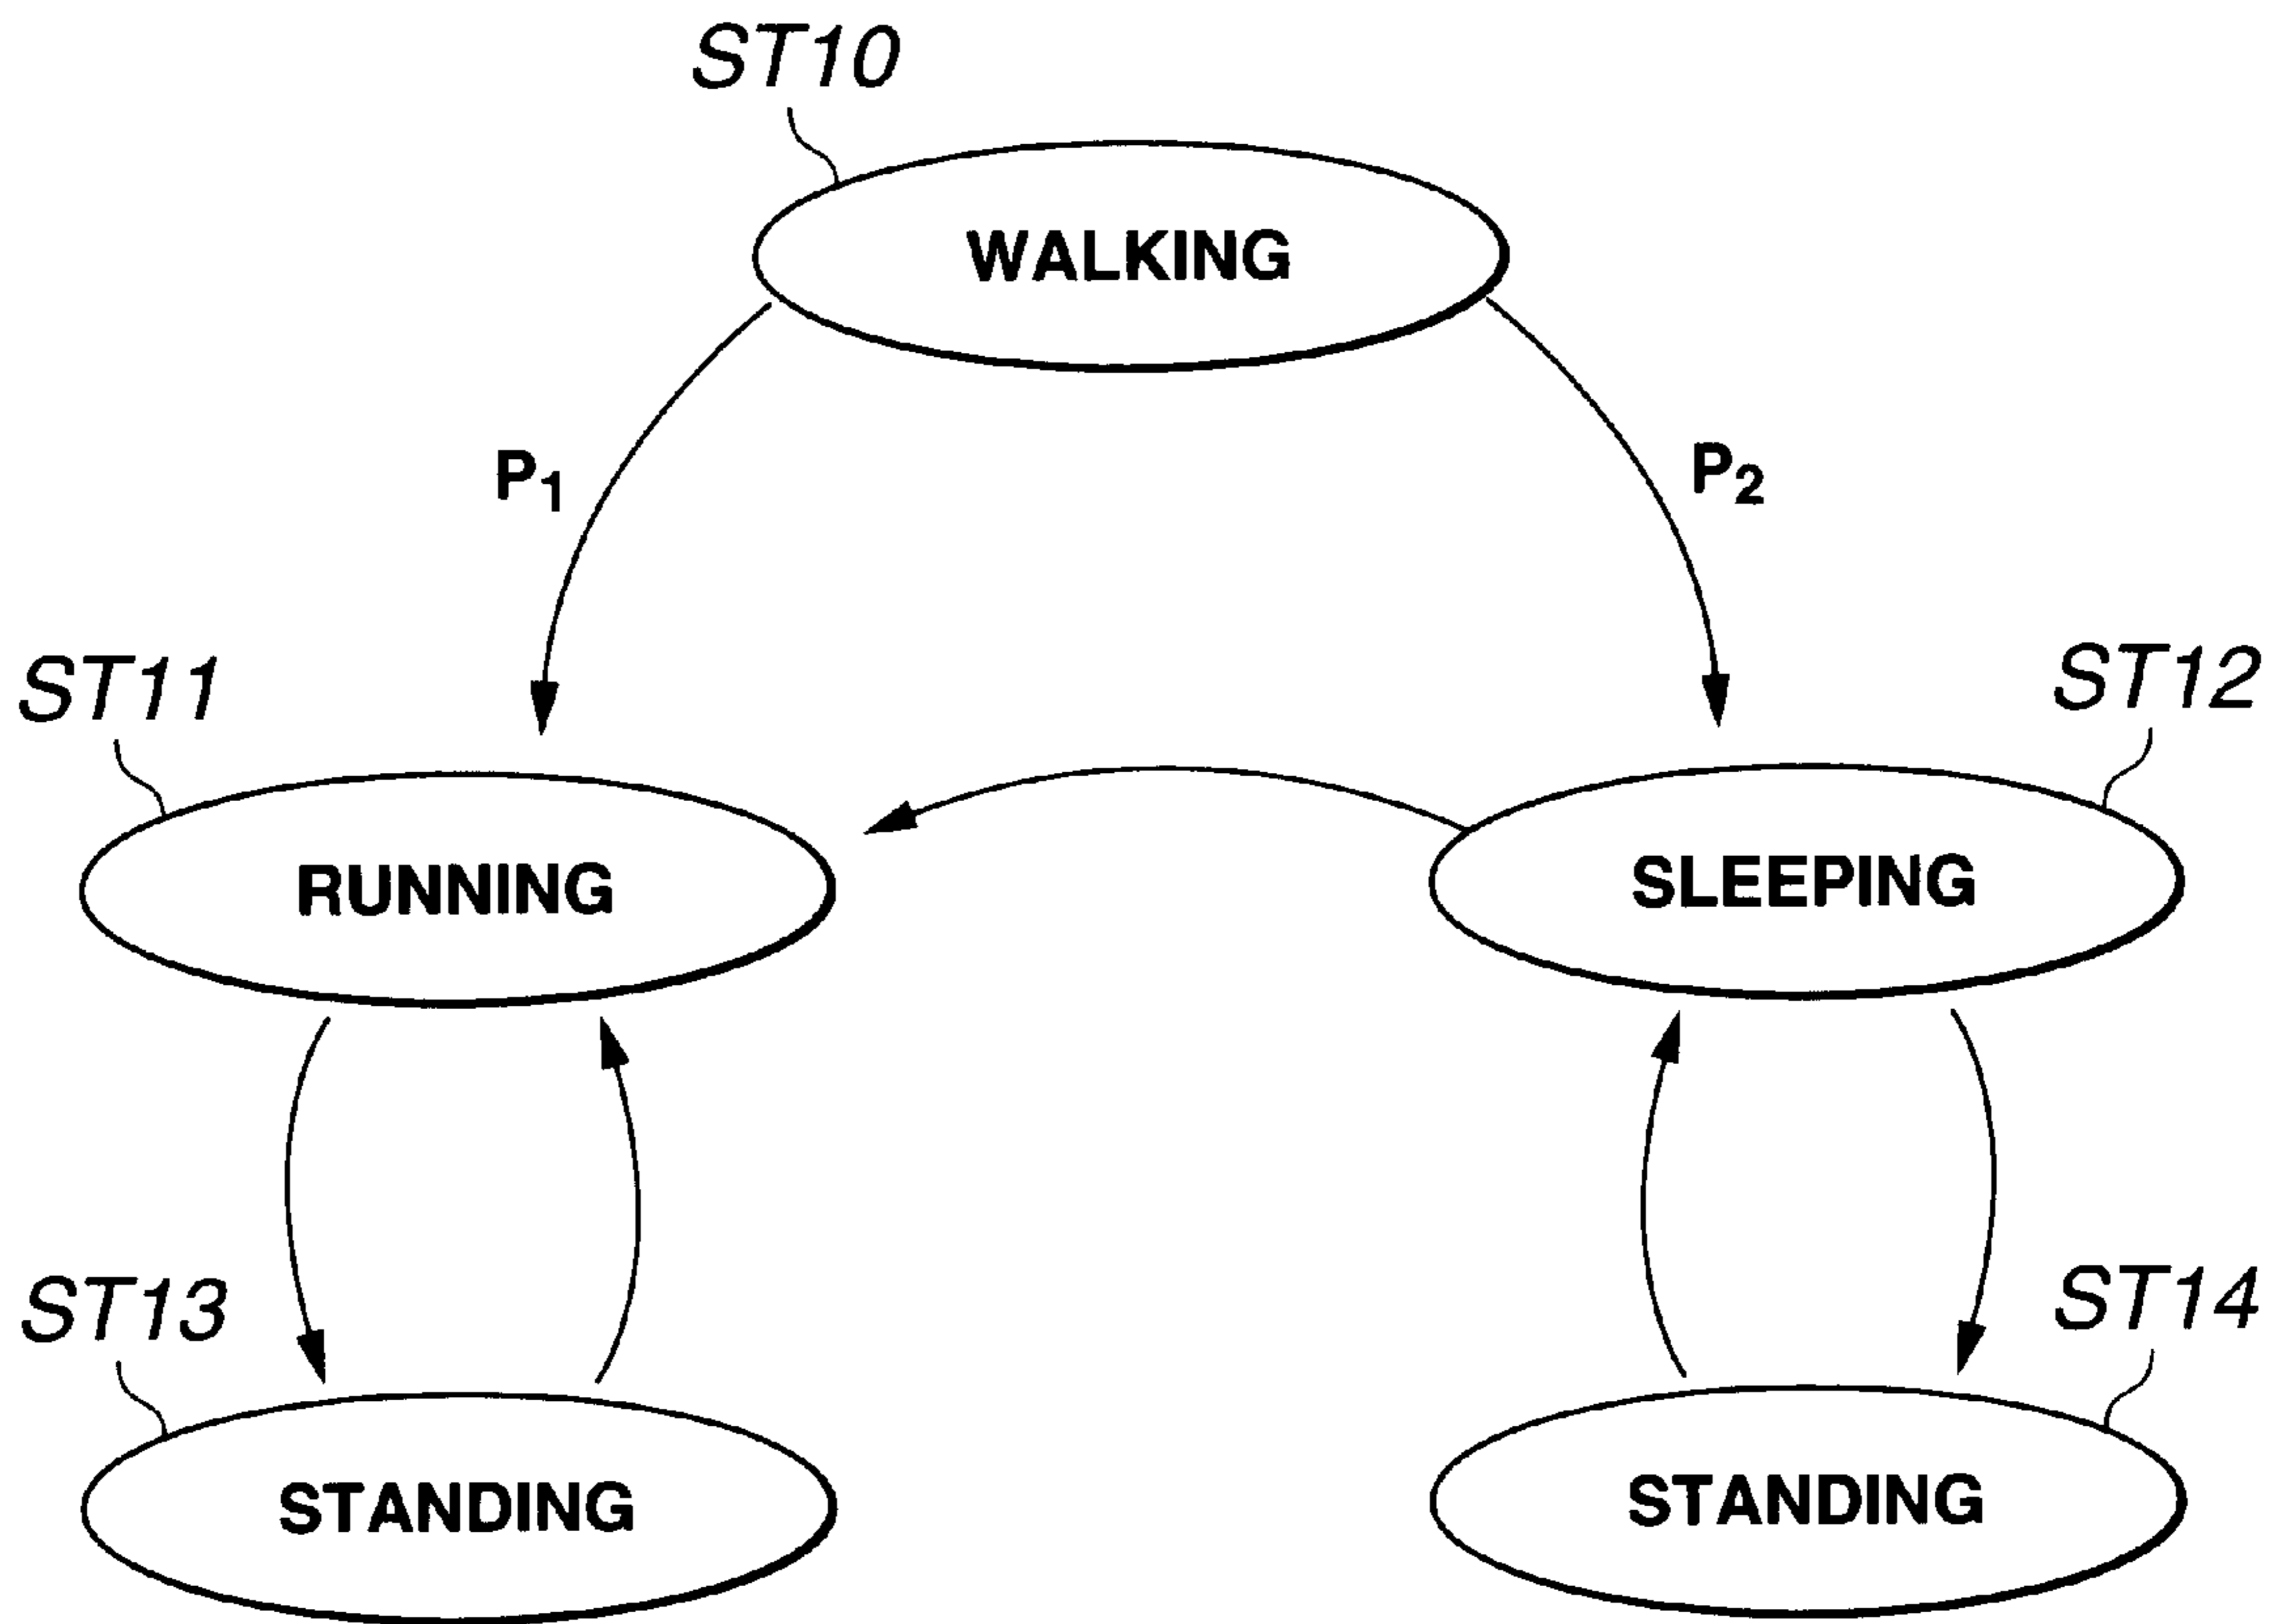 ST10
WALKING
P1
P2
ST11
ST12
RUNNING
SLEEPING
ST13
ST14
STANDING
STANDING